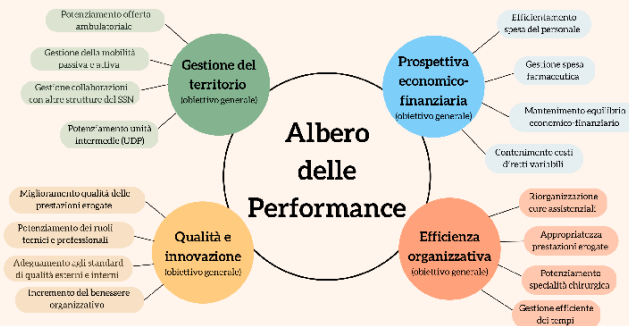 Potenziamento offerta
ambulatoriale
Gestione della mobilità
passiva e attiva
Gestione collaborazioni
con altre strutture del SSN
Potenziamento unità
intermedie (UDP)
Gestione del
territorio
(obiettivo generale)
Efficientamento
spesa del personale
Gestione spesa
farmaceutica
Mantenimento equilibrio
economico-finanziario
Contenimento costi
diretti variabili
Prospettiva
economico-
finanziaria
(obiettivo generale)
Albero
delle
Performance
Miglioramento qualità delle
prestazioni erogate
Potenziamento dei ruoli
tecnici e professionali
Adeguamento agli standard
di qualità esterni e interni
Incremento del benessere
organizzativo
Qualità e
innovazione
(obiettivo generale)
Efficienza
organizzativa
(obiettivo generale)
Riorganizzazione
cure assistenziali
Appropriatezza
prestazioni erogate
Potenziamento
specialità chirurgica
Gestione efficiente
dei tempi